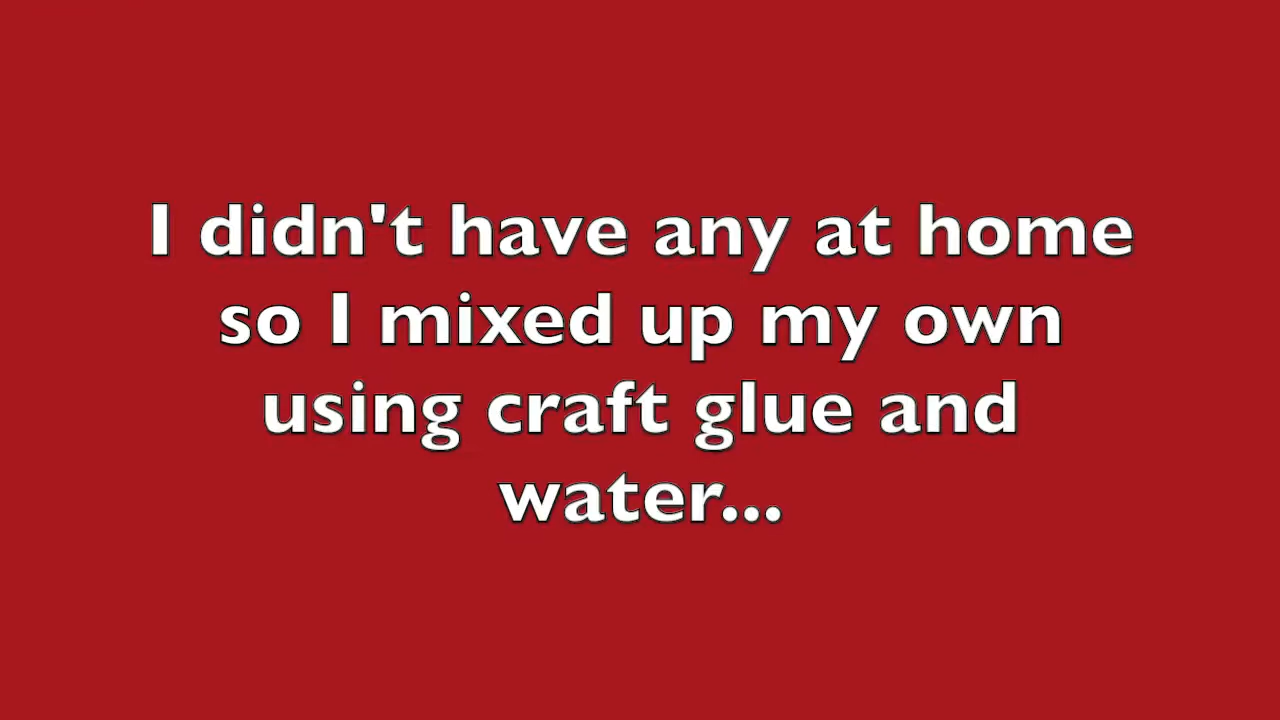 I didn't have any at home
so I mixed up my own
using craft glue and
water...